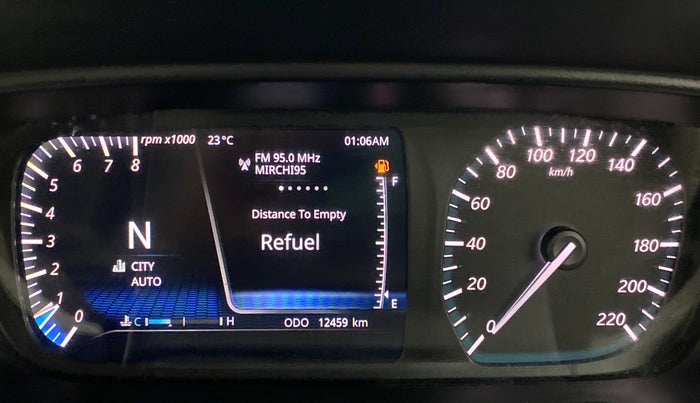 rpm x1000 23°C 01:06AM
FM 95.0 MHz
MIRCHI95
Distance To Empty
Refuel
F
E
N
CITY
AUTO
C H
ODO 12459 km
0 1 2 3 4 5 6 7 8
0 20 40 60 80 100 120 140 160 180 200 220
km/h